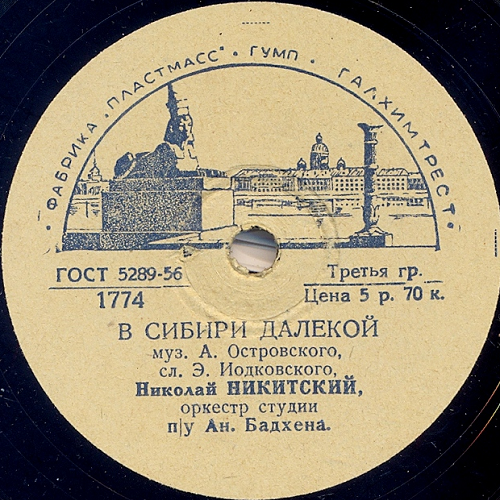 ФАБРИКА „ПЛАСТМАСС" • ГУМП • ГАЛХИМТРЕСТ
ГОСТ 5289-56
Третья гр.
1774
Цена 5 р. 70 к.
В СИБИРИ ДАЛЕКОЙ
муз. А. Островского,
сл. Э. Иодковского,
Николай НИКИТСКИЙ,
оркестр студии
п/у Ан. Бадхена.